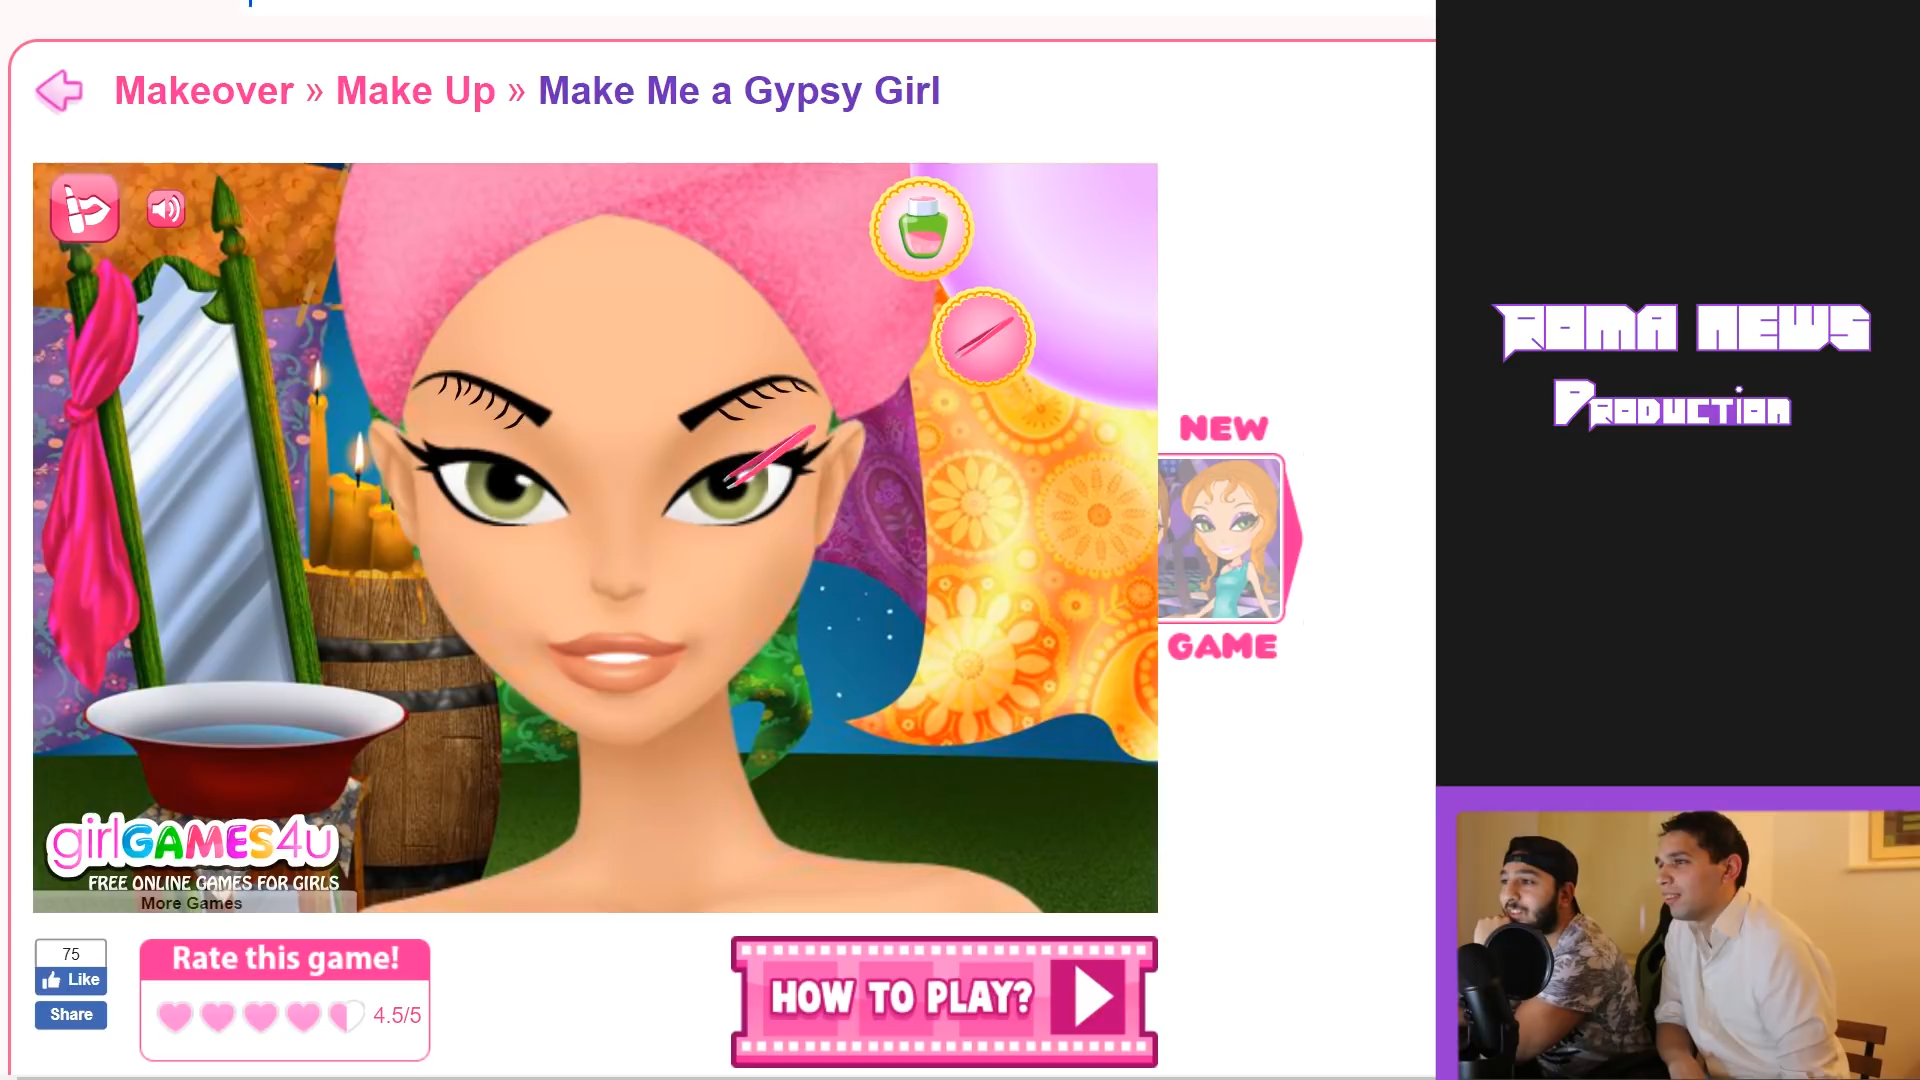 Makeover » Make Up » Make Me a Gypsy Girl
NEW
GAME
girlGAMES4u
FREE ONLINE GAMES FOR GIRLS
More Games
75
Like
Share
Rate this game!
4.5/5
HOW TO PLAY?
ROMA NEWS
PRODUCTION